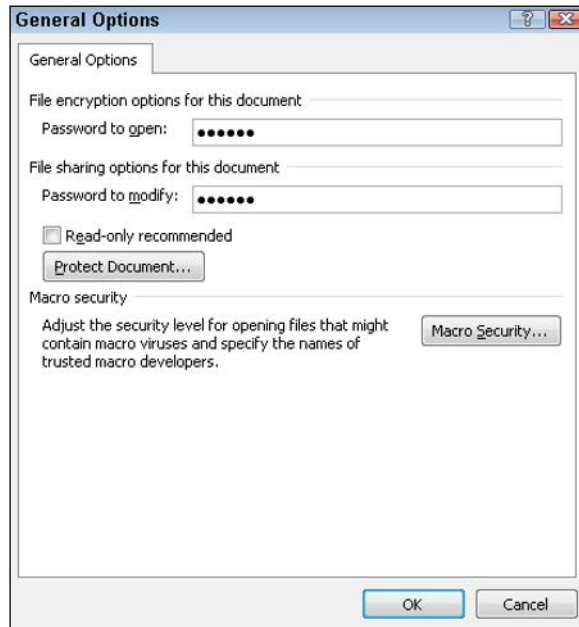 General Options
General Options
File encryption options for this document
Password to open: ●●●●●●
File sharing options for this document
Password to modify: ●●●●●●
Read-only recommended
Protect Document...
Macro security
Adjust the security level for opening files that might
contain macro viruses and specify the names of
trusted macro developers.
Macro Security...
OK Cancel